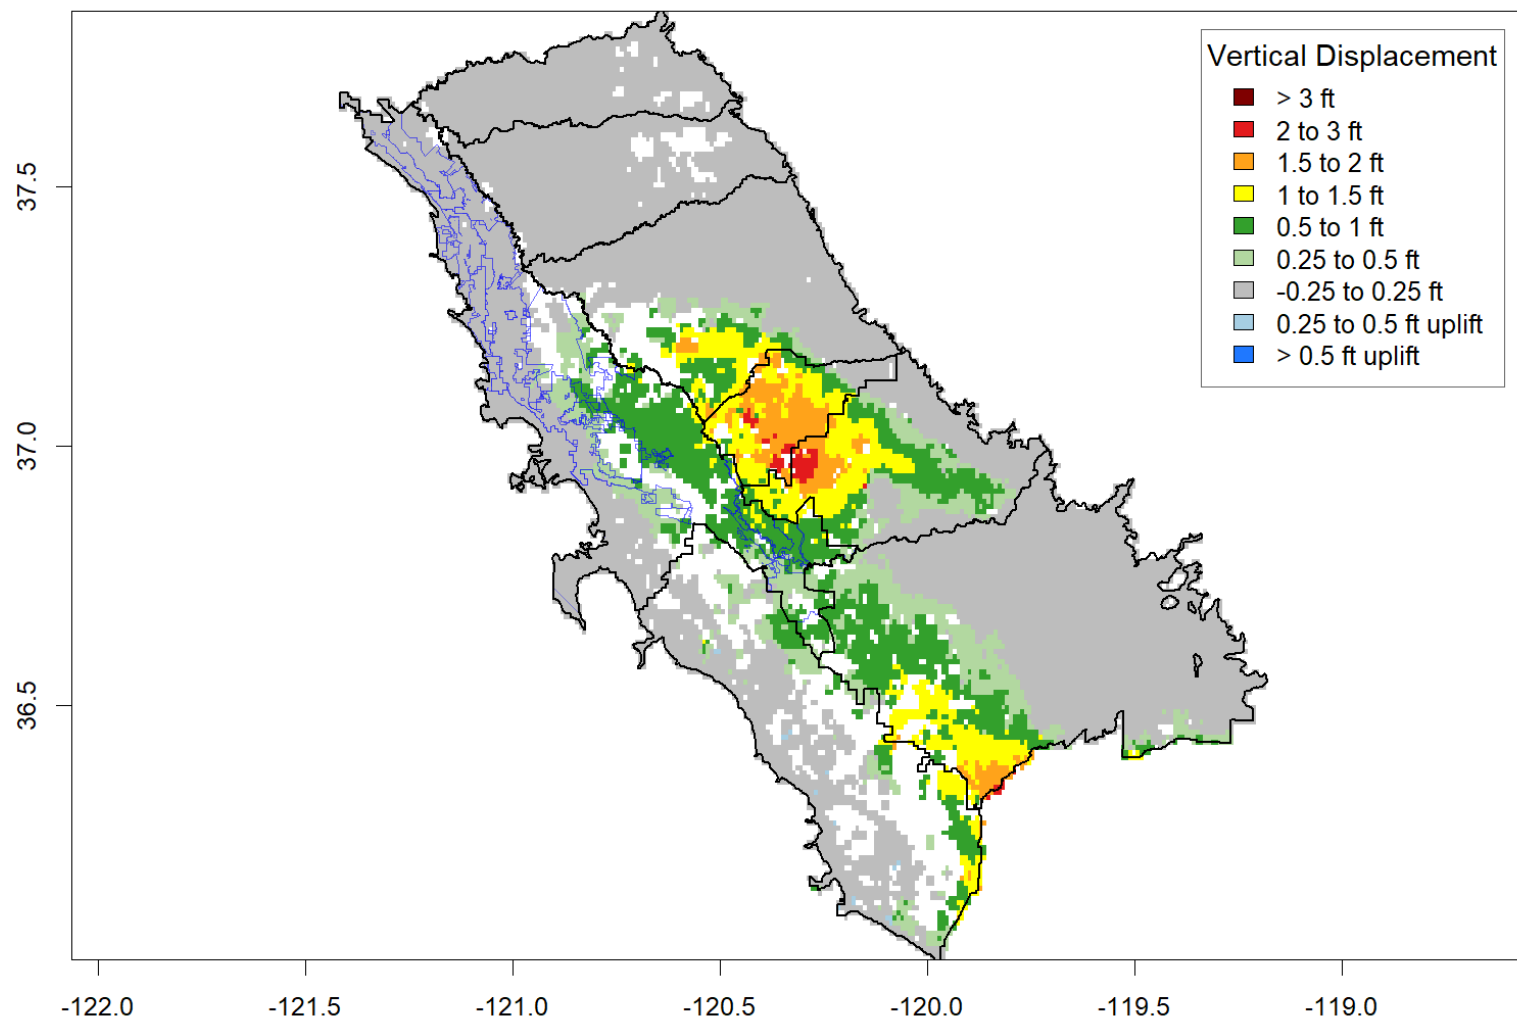 Vertical Displacement
> 3 ft
2 to 3 ft
1.5 to 2 ft
1 to 1.5 ft
0.5 to 1 ft
0.25 to 0.5 ft
-0.25 to 0.25 ft
0.25 to 0.5 ft uplift
> 0.5 ft uplift
37.5
37.0
36.5
-122.0
-121.5
-121.0
-120.5
-120.0
-119.5
-119.0